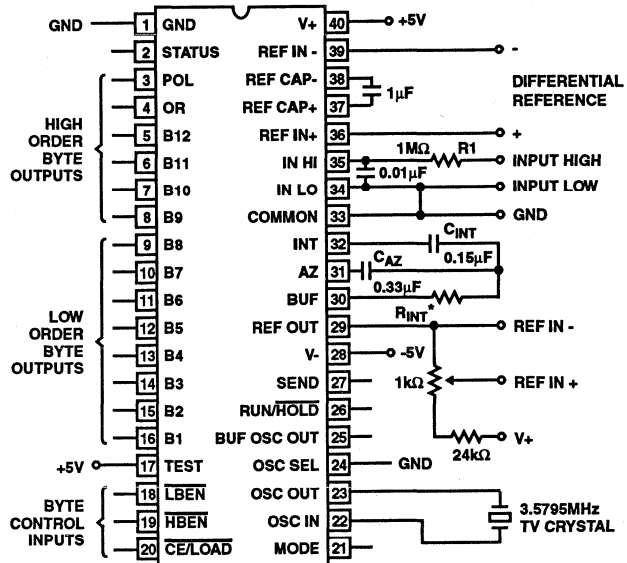 GND 1 GND V+ 40 +5V
2 STATUS REF IN - 39 -
3 POL REF CAP- 38
1µF
4 OR REF CAP+ 37
DIFFERENTIAL
REFERENCE
5 B12 REF IN+ 36 +
HIGH
ORDER
BYTE
OUTPUTS
6 B11 IN HI 35 1MΩ R1 INPUT HIGH
0.01µF
7 B10 IN LO 34 INPUT LOW
8 B9 COMMON 33 GND
9 B8 INT 32 CINT
0.15µF
10 B7 AZ 31 CAZ
0.33µF
11 B6 BUF 30
RINT*
12 B5 REF OUT 29 REF IN -
LOW
ORDER
BYTE
OUTPUTS
13 B4 V- 28 -5V
14 B3 SEND 27 1kΩ REF IN +
15 B2 RUN/HOLD 26
16 B1 BUF OSC OUT 25 V+
24kΩ
+5V 17 TEST OSC SEL 24 GND
18 LBEN OSC OUT 23
BYTE
CONTROL
INPUTS
19 HBEN OSC IN 22
3.5795MHz
TV CRYSTAL
20 CE/LOAD MODE 21